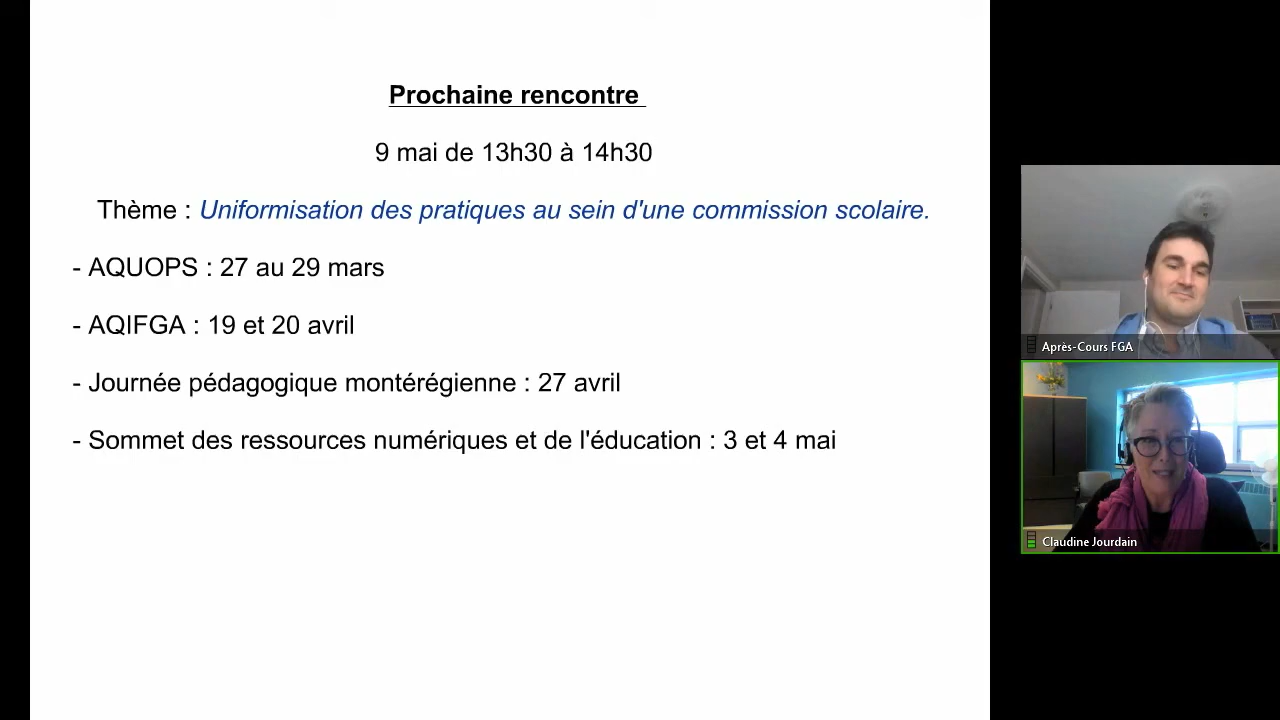 Prochaine rencontre
9 mai de 13h30 à 14h30
Thème : Uniformisation des pratiques au sein d'une commission scolaire.
- AQUOPS : 27 au 29 mars
- AQIFGA : 19 et 20 avril
- Journée pédagogique montérégienne : 27 avril
- Sommet des ressources numériques et de l'éducation : 3 et 4 mai
Après-Cours FGA
Claudine Jourdain